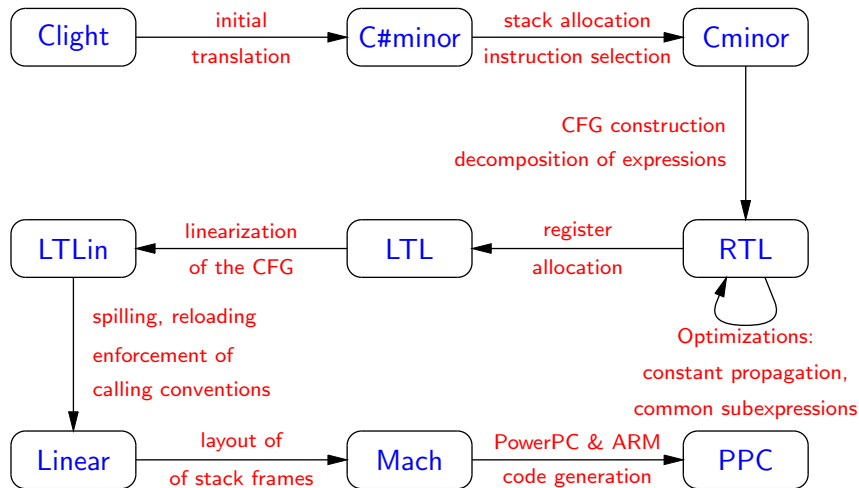 Clight
initial
translation
C#minor
stack allocation
instruction selection
Cminor
CFG construction
decomposition of expressions
LTLin
linearization
of the CFG
LTL
register
allocation
RTL
spilling, reloading
enforcement of
calling conventions
Optimizations:
constant propagation,
common subexpressions
Linear
layout of
of stack frames
Mach
PowerPC & ARM
code generation
PPC